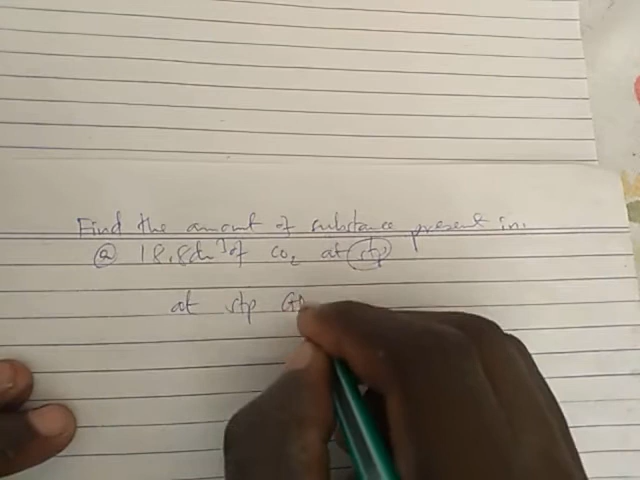 Find the amount of substance present in:
(a) 18.8dm³ of co₂ at stp
at stp